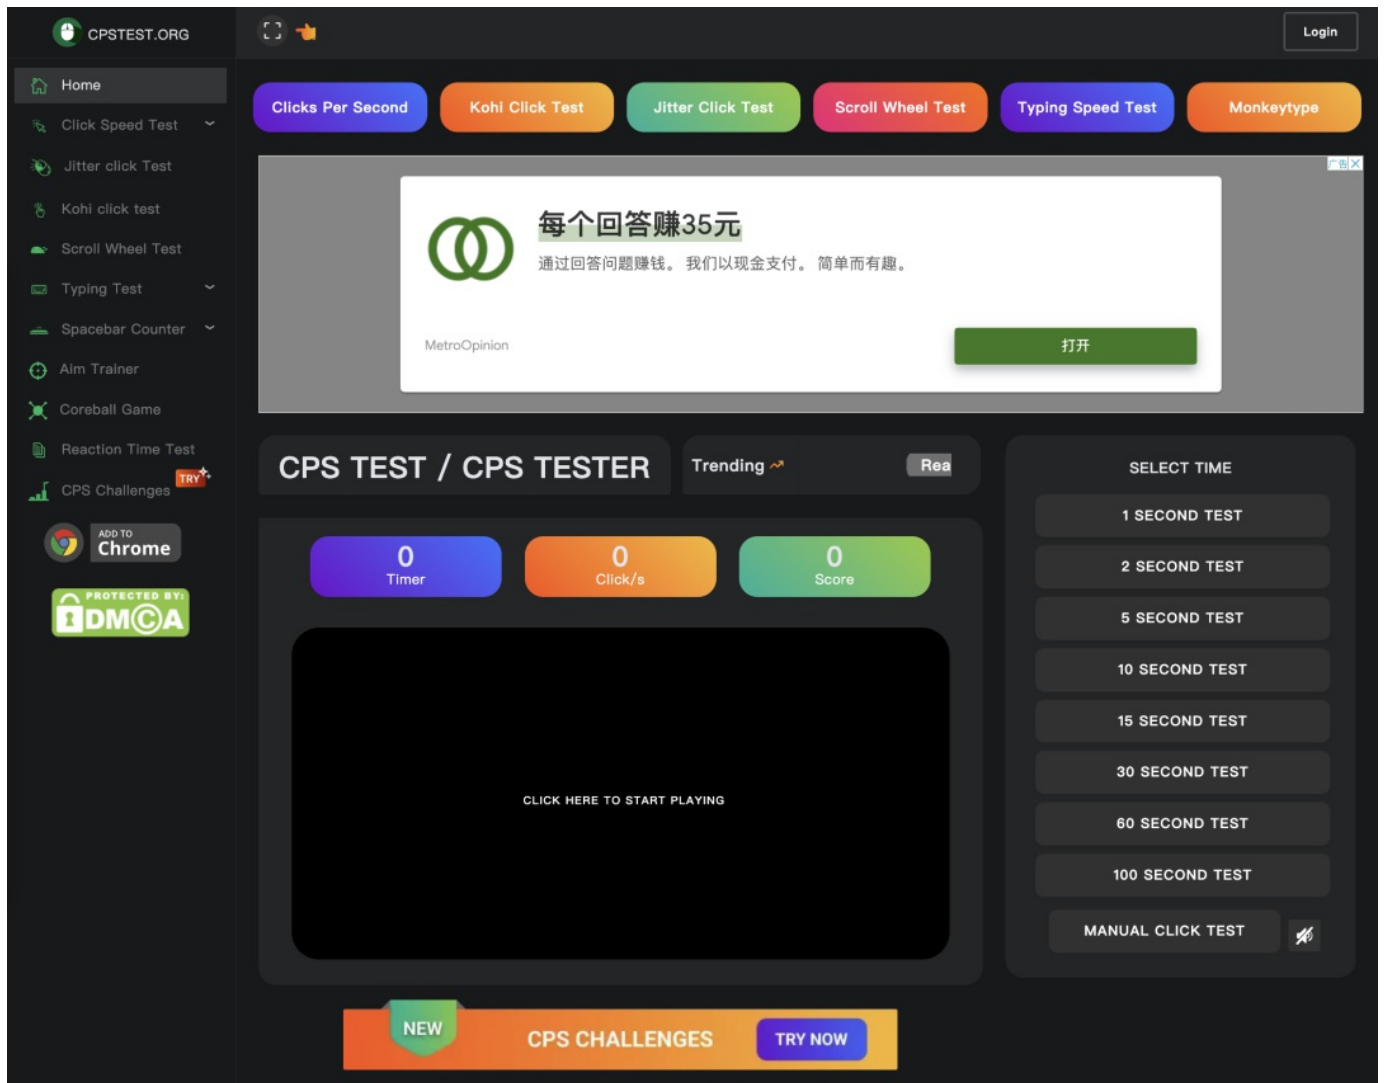 CPSTEST.ORG
Login
Home
Click Speed Test
Jitter click Test
Kohi click test
Scroll Wheel Test
Typing Test
Spacebar Counter
Aim Trainer
Coreball Game
Reaction Time Test
CPS Challenges
TRY
ADD TO
Chrome
PROTECTED BY:
DMCA
Clicks Per Second
Kohi Click Test
Jitter Click Test
Scroll Wheel Test
Typing Speed Test
Monkeytype
广告
每个回答赚35元
通过回答问题赚钱。 我们以现金支付。 简单而有趣。
MetroOpinion
打开
CPS TEST / CPS TESTER
Trending
Rea
0
Timer
0
Click/s
0
Score
CLICK HERE TO START PLAYING
SELECT TIME
1 SECOND TEST
2 SECOND TEST
5 SECOND TEST
10 SECOND TEST
15 SECOND TEST
30 SECOND TEST
60 SECOND TEST
100 SECOND TEST
MANUAL CLICK TEST
NEW
CPS CHALLENGES
TRY NOW